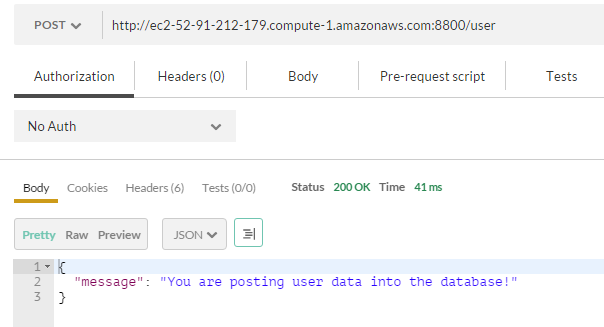 POST http://ec2-52-91-212-179.compute-1.amazonaws.com:8800/user
Authorization Headers (0) Body Pre-request script Tests
No Auth
Body Cookies Headers (6) Tests (0/0) Status 200 OK Time 41 ms
Pretty Raw Preview JSON
1 {
2 "message": "You are posting user data into the database!"
3 }